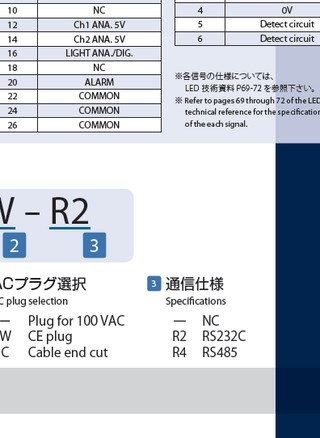 10 NC
12 Ch1 ANA. 5V
14 Ch2 ANA. 5V
16 LIGHT ANA./DIG.
18 NC
20 ALARM
22 COMMON
24 COMMON
26 COMMON
4 0V
5 Detect circuit
6 Detect circuit
※各信号の仕様については、
LED 技術資料 P69-72 を参照下さい。
※ Refer to pages 69 through 72 of the LED
technical reference for the specification
of the each signal.
W – R2
2 3
ACプラグ選択
C plug selection
— Plug for 100 VAC
W CE plug
C Cable end cut
3 通信仕様
Specifications
— NC
R2 RS232C
R4 RS485